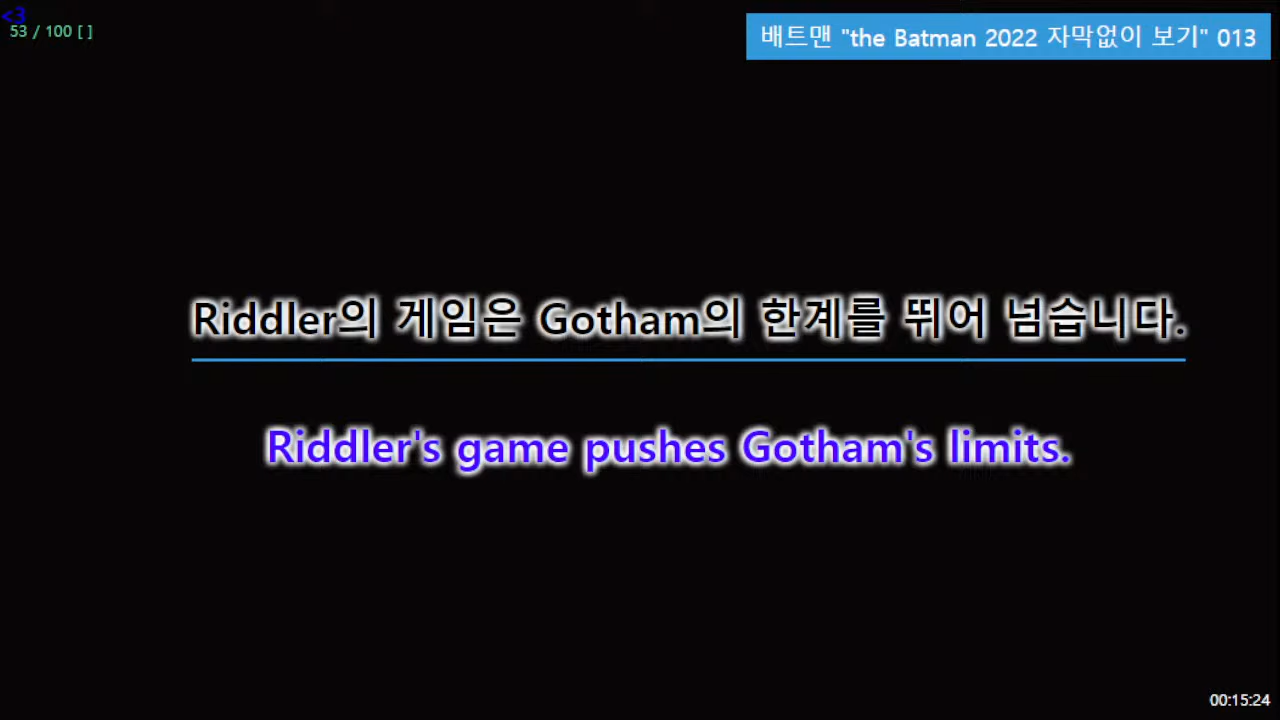 <3
53 / 100 [ ]
배트맨 "the Batman 2022 자막없이 보기" 013
Riddler의 게임은 Gotham의 한계를 뛰어 넘습니다.
Riddler's game pushes Gotham's limits.
00:15:24